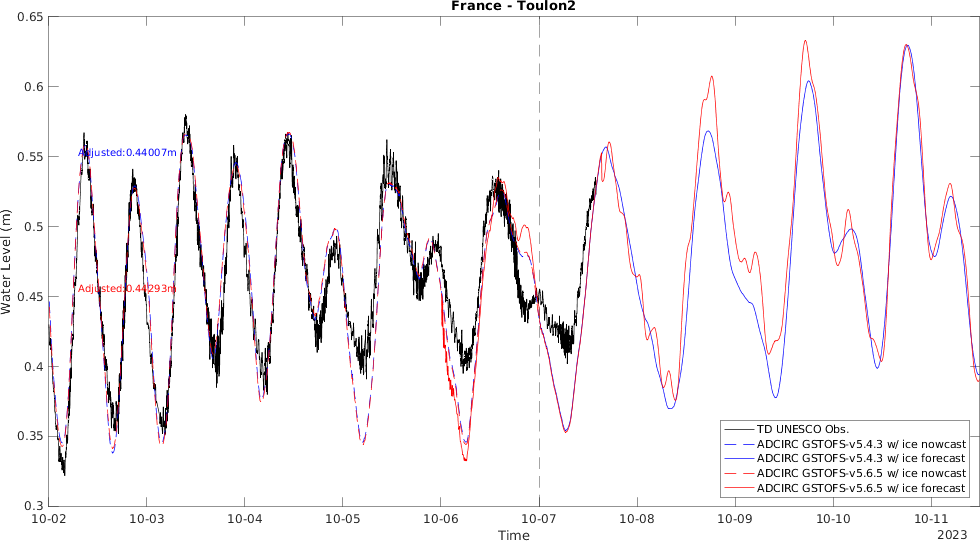 France - Toulon2
0.65
0.6
0.55
0.5
0.45
0.4
0.35
0.3
Water Level (m)
Adjusted:0.44007m
Adjusted:0.44293m
TD UNESCO Obs.
ADCIRC GSTOFS-v5.4.3 w/ ice nowcast
ADCIRC GSTOFS-v5.4.3 w/ ice forecast
ADCIRC GSTOFS-v5.6.5 w/ ice nowcast
ADCIRC GSTOFS-v5.6.5 w/ ice forecast
10-02 10-03 10-04 10-05 10-06 10-07 10-08 10-09 10-10 10-11
Time
2023